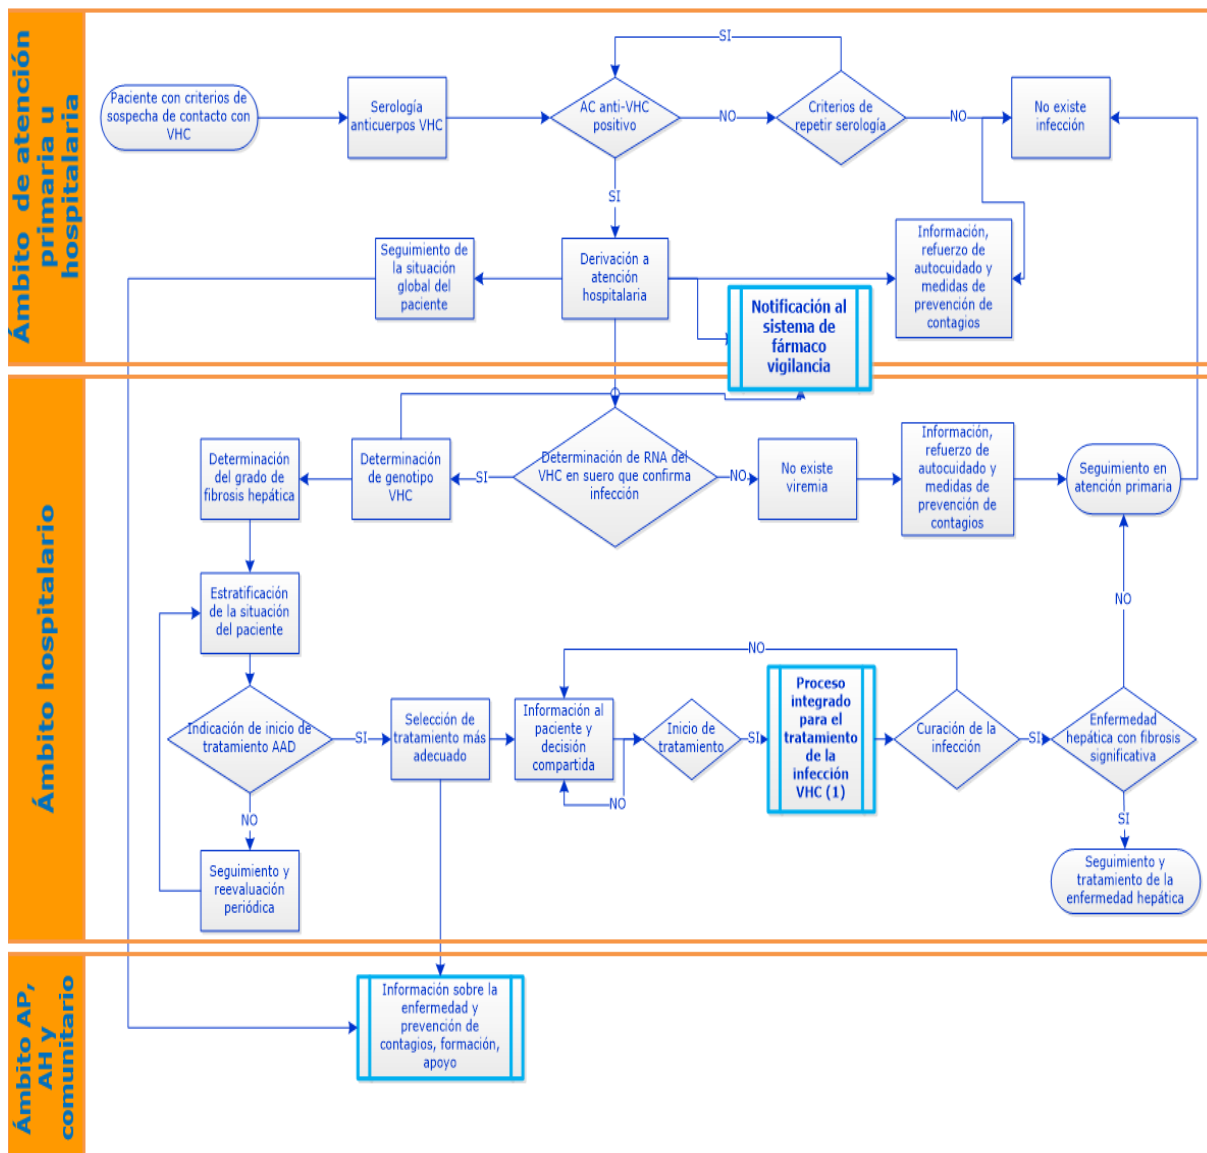 Ámbito de atención
primaria u
hospitalaria
Paciente con criterios de
sospecha de contacto con
VHC
Serología
anticuerpos VHC
AC anti-VHC
positivo
SI
NO
Criterios de
repetir serología
NO
No existe
infección
SI
Seguimiento de
la situación
global del
paciente
Derivación a
atención
hospitalaria
Notificación al
sistema de
fármaco
vigilancia
Información,
refuerzo de
autocuidado y
medidas de
prevención de
contagios
Ámbito hospitalario
Determinación
del grado de
fibrosis hepática
Determinación
de genotipo
VHC
SI
Determinación de RNA del
VHC en suero que confirma
infección
NO
No existe
viremia
Información,
refuerzo de
autocuidado y
medidas de
prevención de
contagios
Seguimiento en
atención primaria
Estratificación
de la situación
del paciente
NO
NO
Indicación de inicio de
tratamiento AAD
SI
Selección de
tratamiento más
adecuado
Información al
paciente y
decisión
compartida
NO
Inicio de
tratamiento
SI
Proceso
integrado
para el
tratamiento
de la
infección
VHC (1)
Curación de la
infección
SI
Enfermedad
hepática con fibrosis
significativa
NO
SI
Seguimiento y
reevaluación
periódica
Seguimiento y
tratamiento de la
enfermedad hepática
Ámbito AP,
AH y
comunitario
Información sobre la
enfermedad y
prevención de
contagios, formación,
apoyo